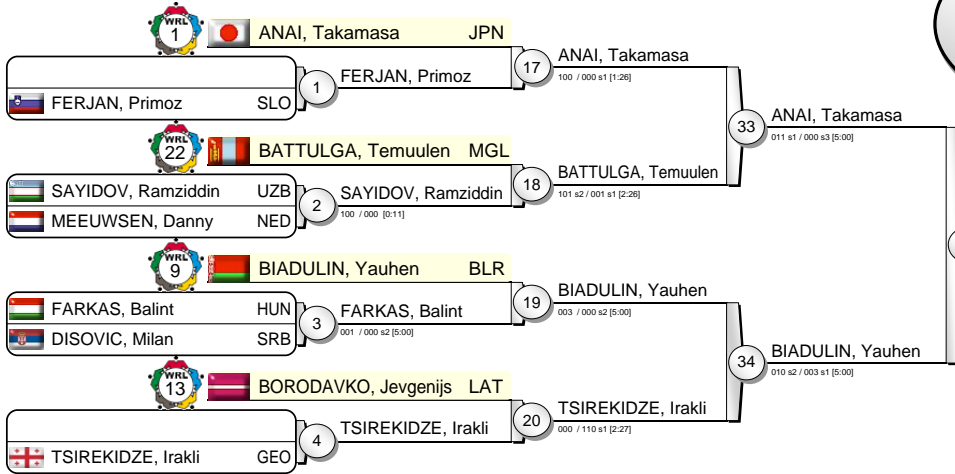 WRL
1
ANAI, Takamasa JPN
FERJAN, Primoz SLO
1
FERJAN, Primoz
17
ANAI, Takamasa
100 / 000 s1 [1:26]
WRL
22
BATTULGA, Temuulen MGL
SAYIDOV, Ramziddin UZB
MEEUWSEN, Danny NED
2
SAYIDOV, Ramziddin
100 / 000 [0:11]
18
BATTULGA, Temuulen
101 s2 / 001 s1 [2:26]
33
ANAI, Takamasa
011 s1 / 000 s3 [5:00]
WRL
9
BIADULIN, Yauhen BLR
FARKAS, Balint HUN
DISOVIC, Milan SRB
3
FARKAS, Balint
001 / 000 s2 [5:00]
19
BIADULIN, Yauhen
003 / 000 s2 [5:00]
WRL
13
BORODAVKO, Jevgenijs LAT
TSIREKIDZE, Irakli GEO
4
TSIREKIDZE, Irakli
20
TSIREKIDZE, Irakli
000 / 110 s1 [2:27]
34
BIADULIN, Yauhen
010 s2 / 003 s1 [5:00]